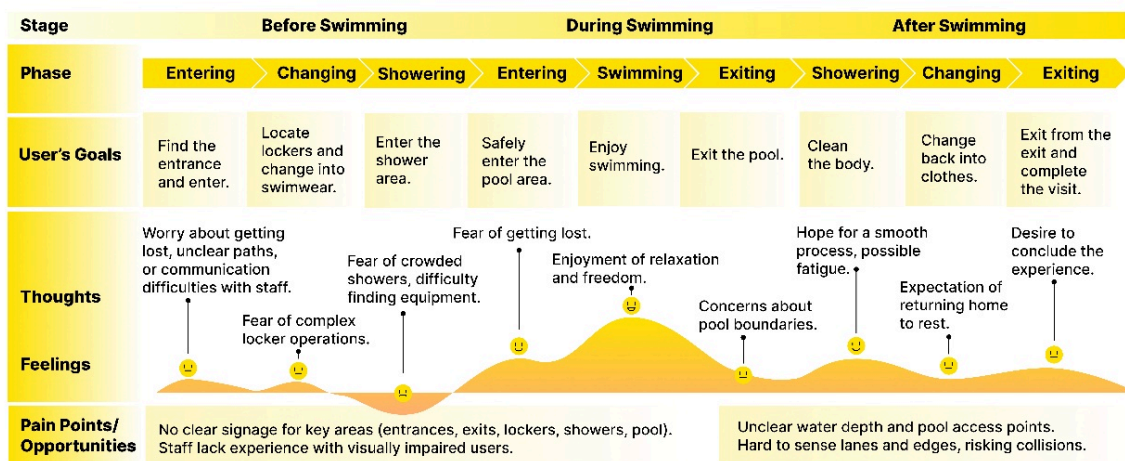 Stage
Before Swimming
During Swimming
After Swimming
Phase
Entering
Changing
Showering
Entering
Swimming
Exiting
Showering
Changing
Exiting
User's Goals
Find the
entrance
and enter.
Locate
lockers and
change into
swimwear.
Enter the
shower
area.
Safely
enter the
pool area.
Enjoy
swimming.
Exit the pool.
Clean
the body.
Change
back into
clothes.
Exit from the
exit and
complete
the visit.
Thoughts
Feelings
Worry about getting
lost, unclear paths,
or communication
difficulties with staff.
Fear of complex
locker operations.
Fear of crowded
showers, difficulty
finding equipment.
Fear of getting lost.
Enjoyment of relaxation
and freedom.
Concerns about
pool boundaries.
Hope for a smooth
process, possible
fatigue.
Expectation of
returning home
to rest.
Desire to
conclude the
experience.
Pain Points/
Opportunities
No clear signage for key areas (entrances, exits, lockers, showers, pool).
Staff lack experience with visually impaired users.
Unclear water depth and pool access points.
Hard to sense lanes and edges, risking collisions.